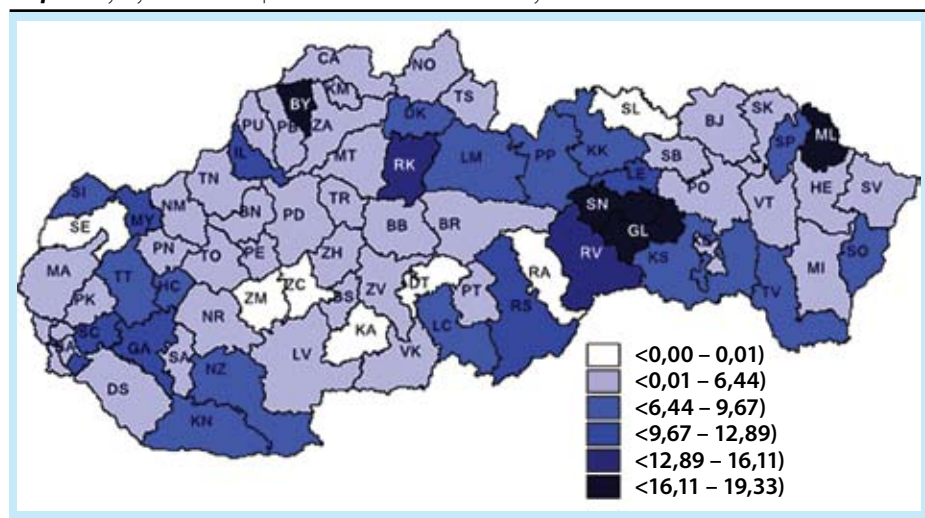 CA
NO
KM
TS
BY
PU
PB
ZA
DK
SL
SK
BJ
ML
SP
IL
MT
RK
LM
PP
KK
SB
LE
HE
SV
SI
TN
PO
VT
MY
NM
BN
PD
TR
SE
BB
BR
SN
GL
PN
TO
PE
ZH
RV
KS
MI
SO
MA
TT
HC
ZM
ZC
BS
ZV
DT
RA
PT
TV
PK
NR
KA
RS
SC
GA
SA
LV
VK
LC
NZ
DS
KN
<0,00 – 0,01)
<0,01 – 6,44)
<6,44 – 9,67)
<9,67 – 12,89)
<12,89 – 16,11)
<16,11 – 19,33)